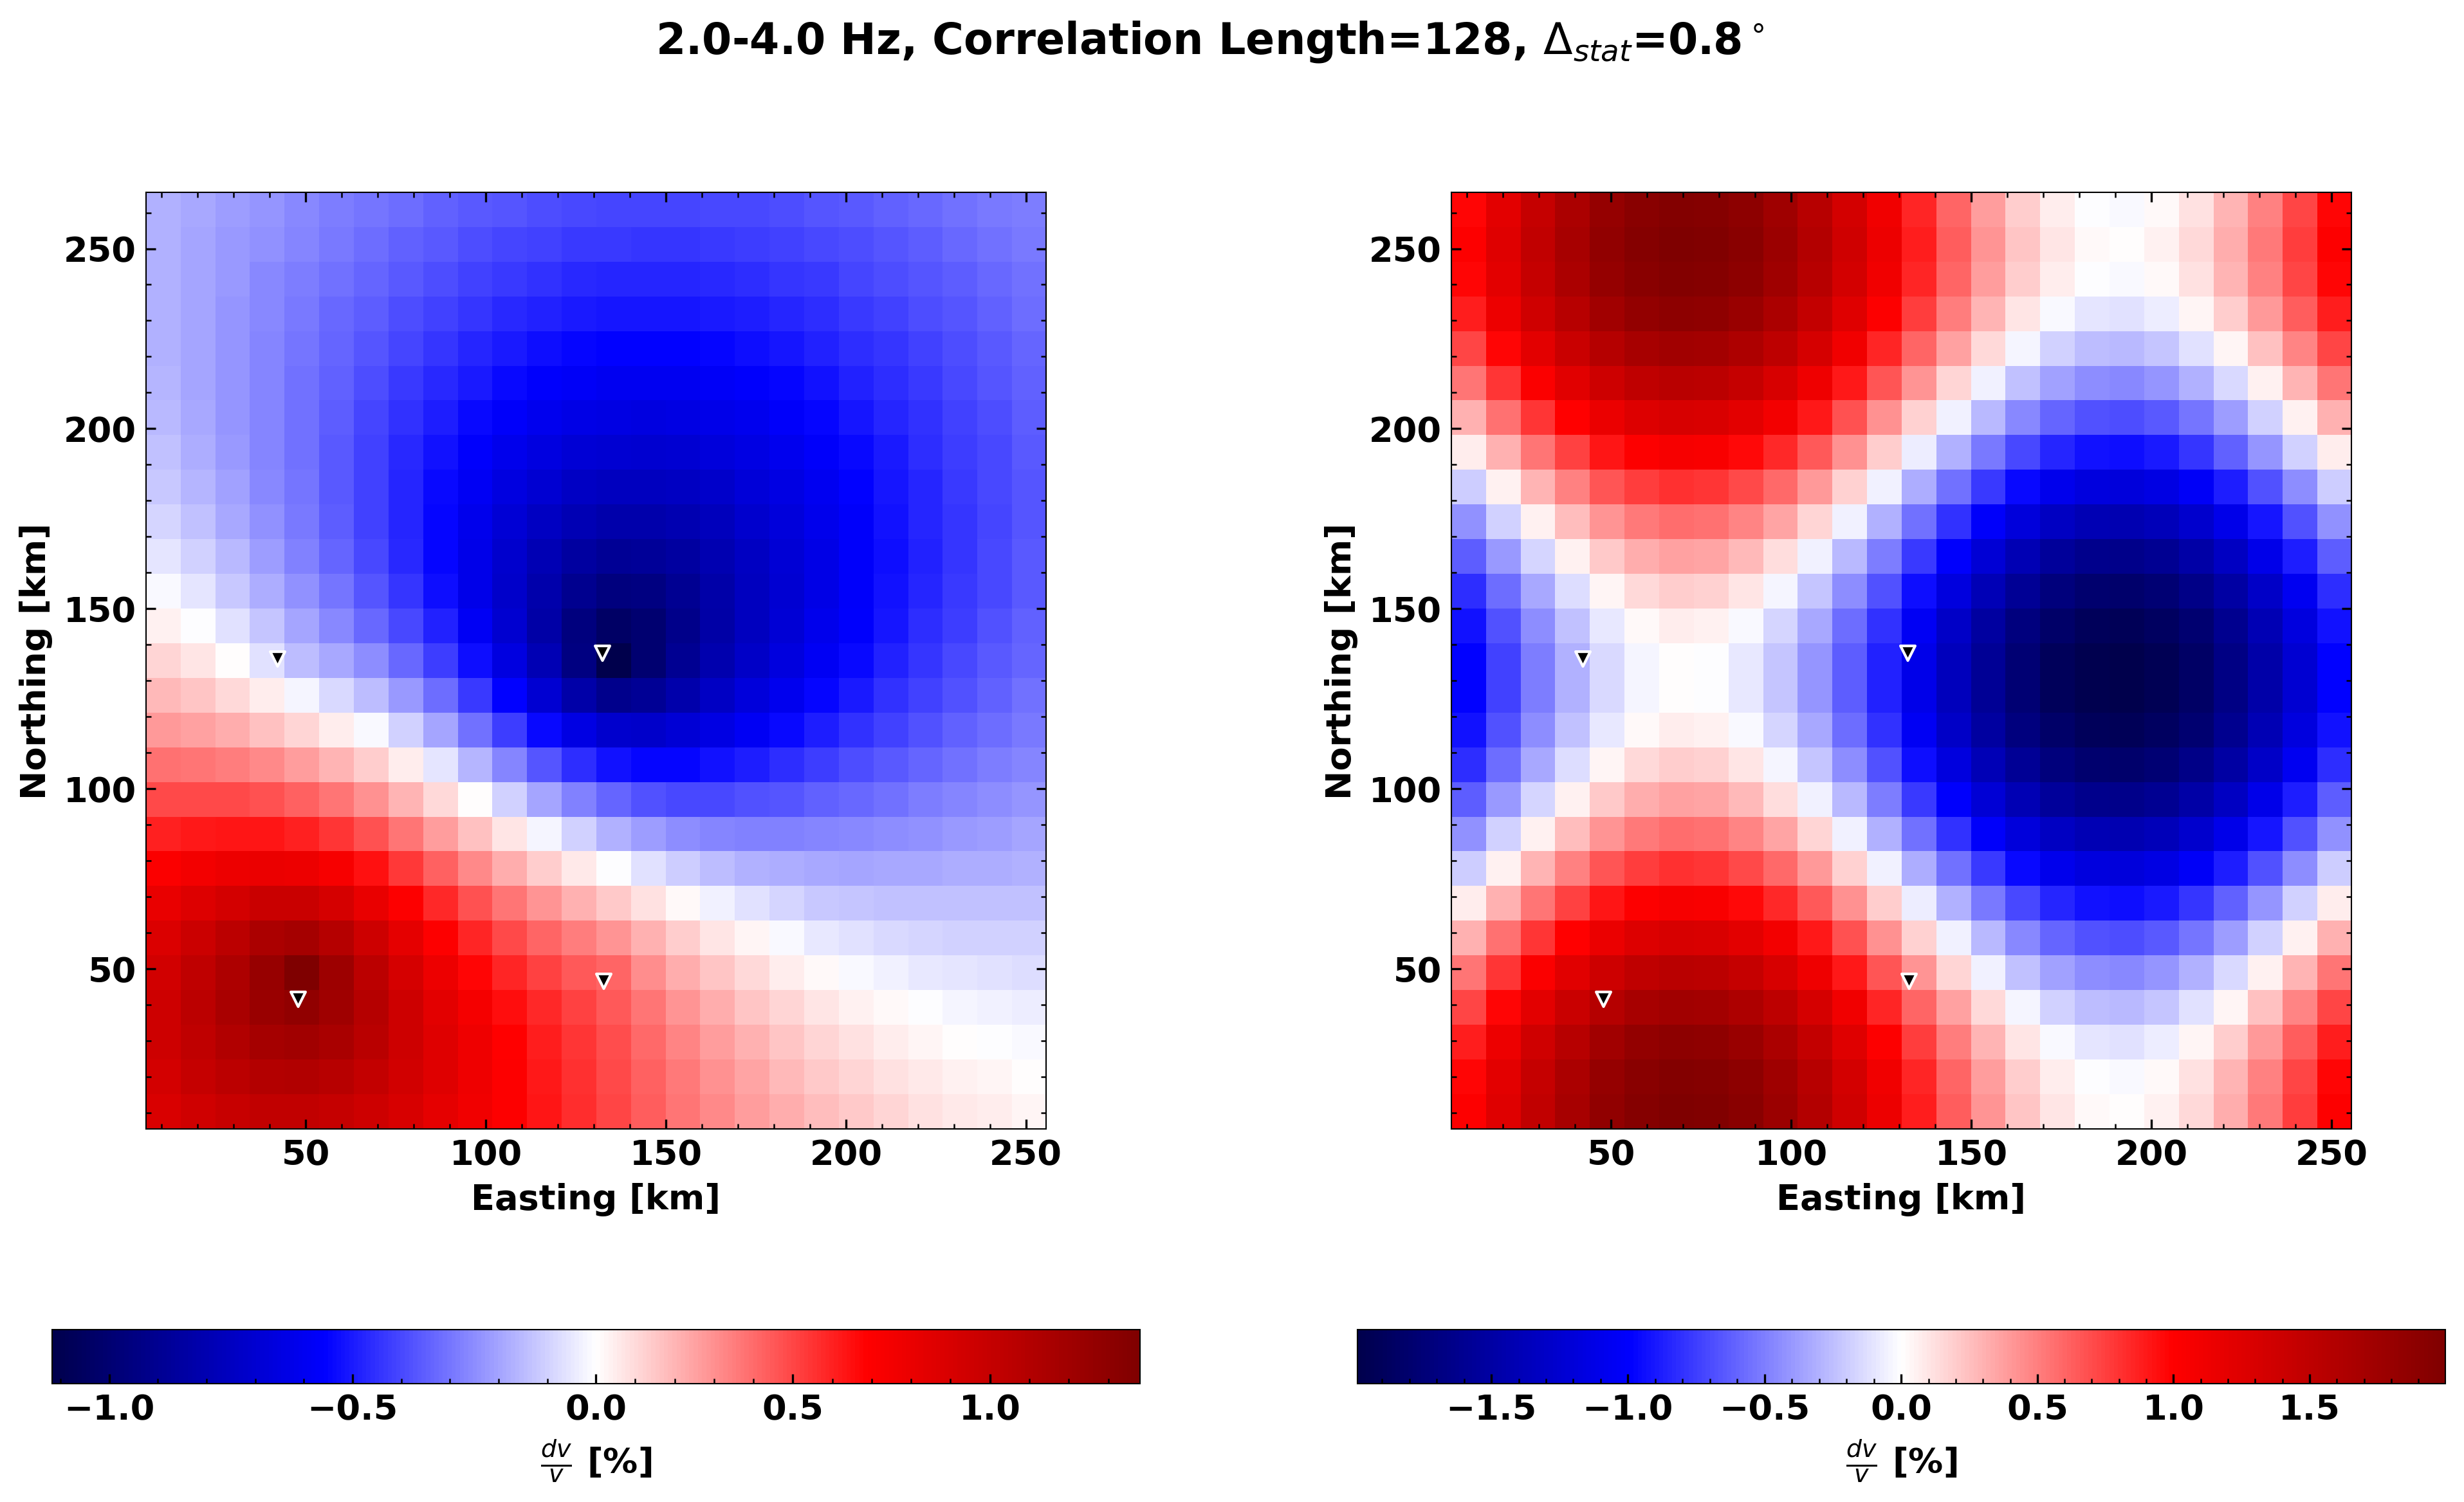 2.0-4.0 Hz, Correlation Length=128, Δstat=0.8°
250
200
150
100
50
Northing [km]
50 100 150 200 250
Easting [km]
−1.0 −0.5 0.0 0.5 1.0
dv/v [%]
250
200
150
100
50
Northing [km]
50 100 150 200 250
Easting [km]
−1.5 −1.0 −0.5 0.0 0.5 1.0 1.5
dv/v [%]